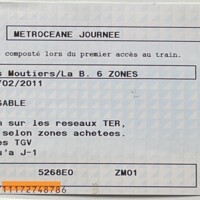 METROCEANE JOURNEE
composté lors du premier accès au train.
Moutiers/La B. 6 ZONES
/02/2011
SABLE
n sur les reseaux TER,
selon zones achetees.
es TGV
u'a J-1
5268E0 ZM01
11172748786